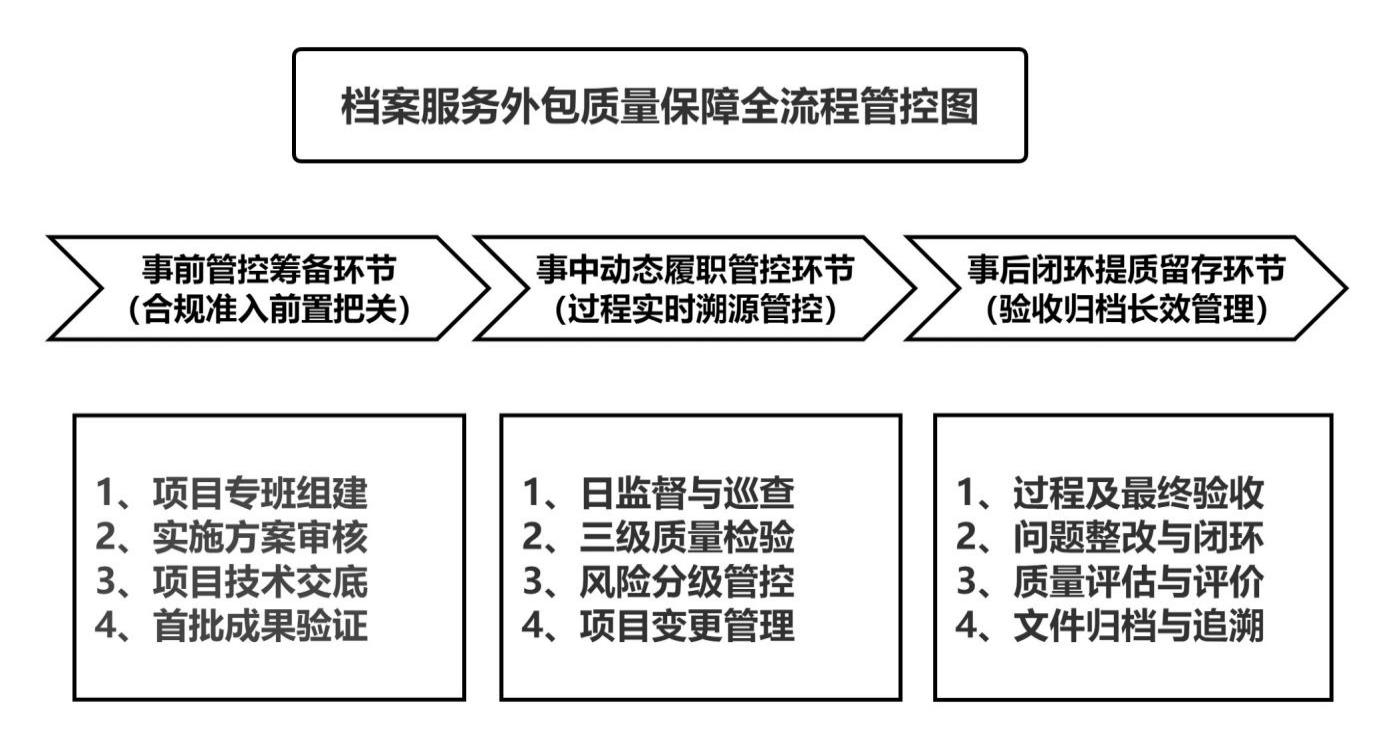 档案服务外包质量保障全流程管控图
事前管控筹备环节
（合规准入前置把关）
事中动态履职管控环节
（过程实时溯源管控）
事后闭环提质留存环节
（验收归档长效管理）
1、项目专班组建
2、实施方案审核
3、项目技术交底
4、首批成果验证
1、日监督与巡查
2、三级质量检验
3、风险分级管控
4、项目变更管理
1、过程及最终验收
2、问题整改与闭环
3、质量评估与评价
4、文件归档与追溯